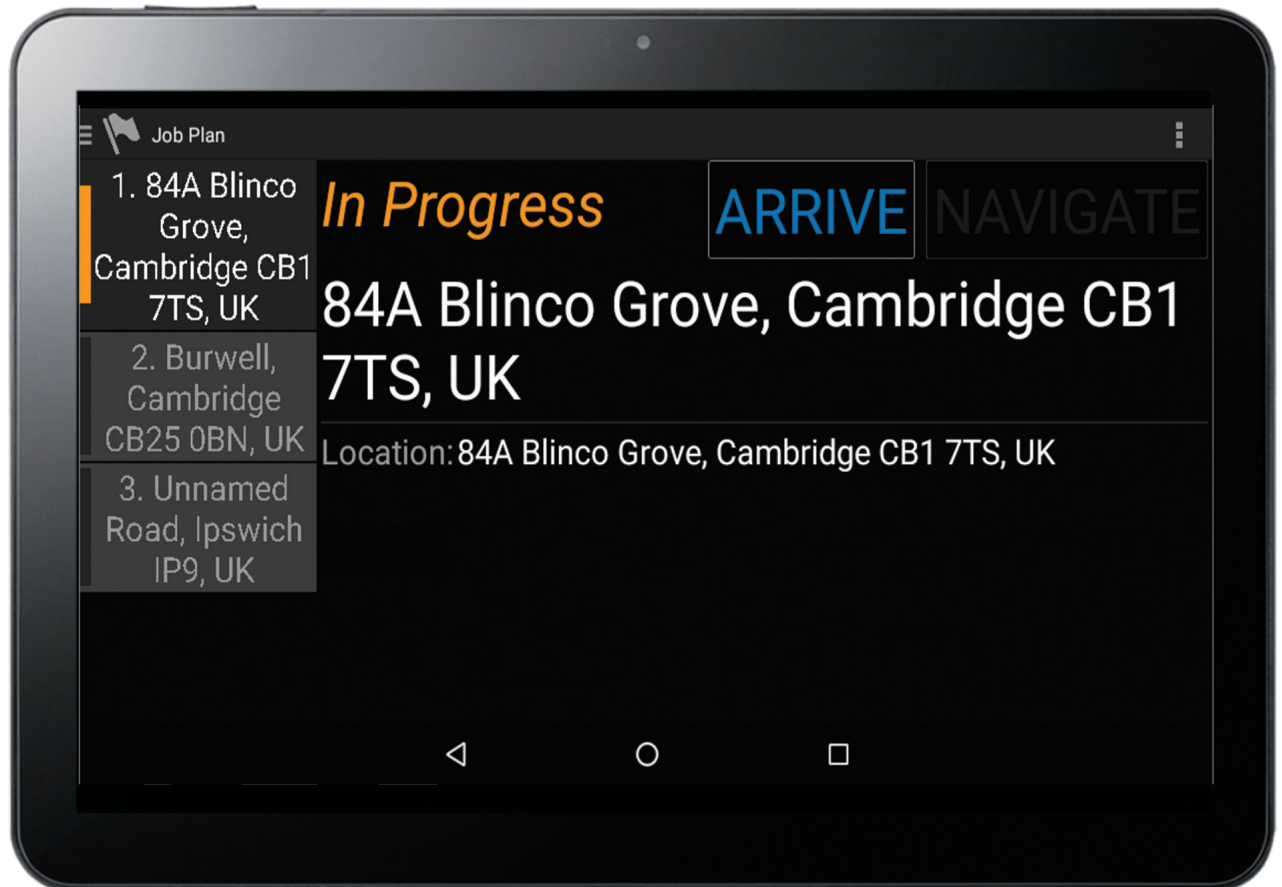 Job Plan
1. 84A Blinco
Grove,
Cambridge CB1
7TS, UK
2. Burwell,
Cambridge
CB25 0BN, UK
3. Unnamed
Road, Ipswich
IP9, UK
In Progress
ARRIVE
NAVIGATE
84A Blinco Grove, Cambridge CB1
7TS, UK
Location: 84A Blinco Grove, Cambridge CB1 7TS, UK